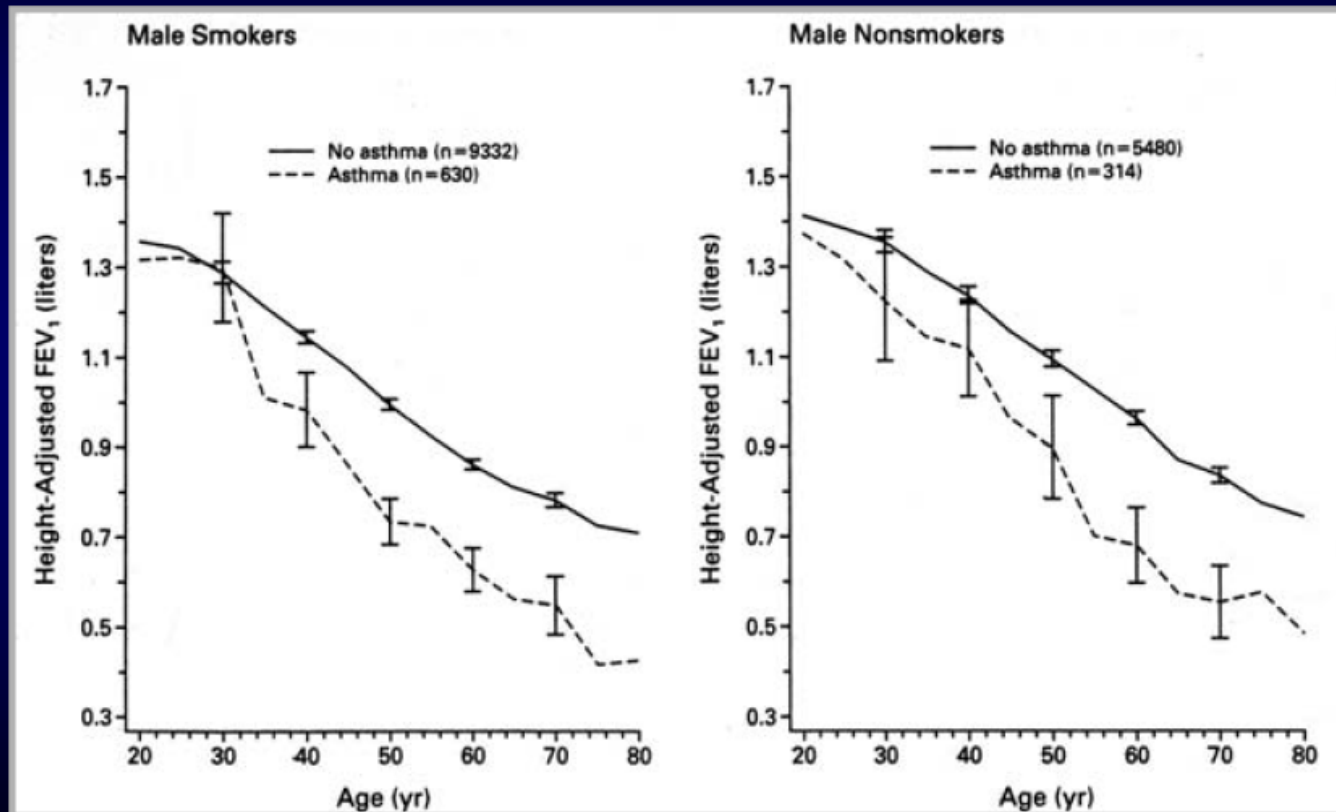 Male Smokers
1.7
1.5
1.3
1.1
0.9
0.7
0.5
0.3
Height-Adjusted FEV₁ (liters)
No asthma (n=9332)
Asthma (n=630)
20 30 40 50 60 70 80
Age (yr)
Male Nonsmokers
1.7
1.5
1.3
1.1
0.9
0.7
0.5
0.3
Height-Adjusted FEV₁ (liters)
No asthma (n=5480)
Asthma (n=314)
20 30 40 50 60 70 80
Age (yr)